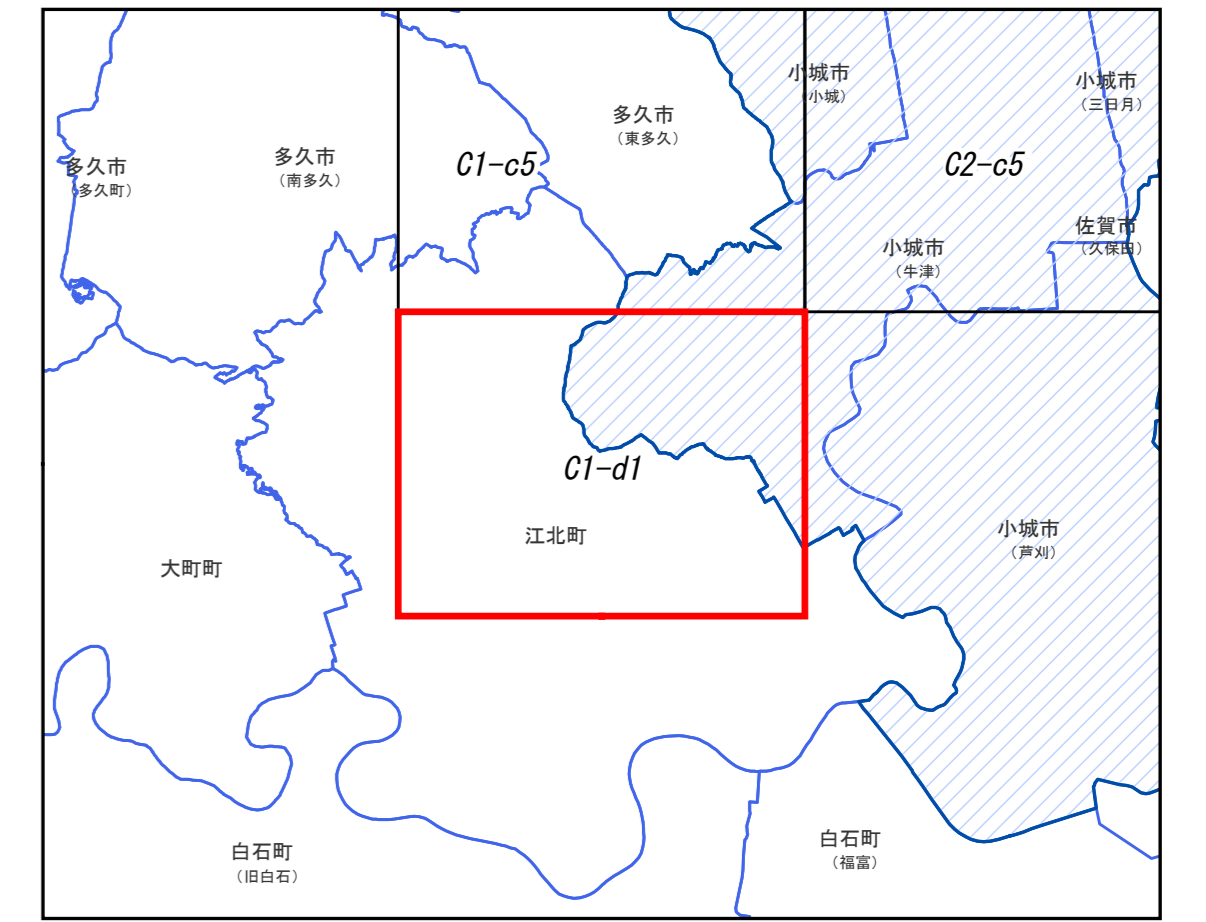 小城市
（小城）
小城市
（三日月）
多久市
（東多久）
多久市
（多久町）
多久市
（南多久）
C1-c5
C2-c5
佐賀市
（久保田）
小城市
（牛津）
C1-d1
江北町
小城市
（芦刈）
大町町
白石町
（旧白石）
白石町
（福富）